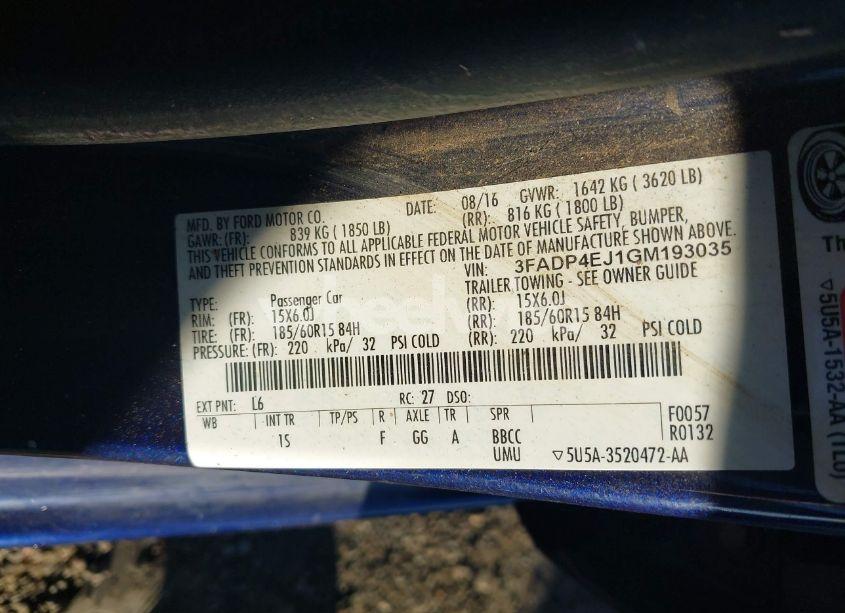 MFD. BY FORD MOTOR CO.
DATE: 08/16 GVWR: 1642 KG ( 3620 LB)
GAWR: (FR): 839 KG ( 1850 LB) (RR): 816 KG ( 1800 LB)
THIS VEHICLE CONFORMS TO ALL APPLICABLE FEDERAL MOTOR VEHICLE SAFETY, BUMPER,
AND THEFT PREVENTION STANDARDS IN EFFECT ON THE DATE OF MANUFACTURE SHOWN ABOVE.
VIN: 3FADP4EJ1GM193035
TYPE: Passenger Car TRAILER TOWING - SEE OWNER GUIDE
RIM: (FR): 15X6.0J (RR): 15X6.0J
TIRE: (FR): 185/60R15 84H (RR): 185/60R15 84H
PRESSURE: (FR): 220 kPa/ 32 PSI COLD (RR): 220 kPa/ 32 PSI COLD
EXT PNT: L6 RC: 27 DSO:
WB INT TR TP/PS R AXLE TR SPR F0057
1S F GG A BBCC R0132
UMU ▽5U5A-3520472-AA
Th
▽5U5A-1532-AA (TL0)